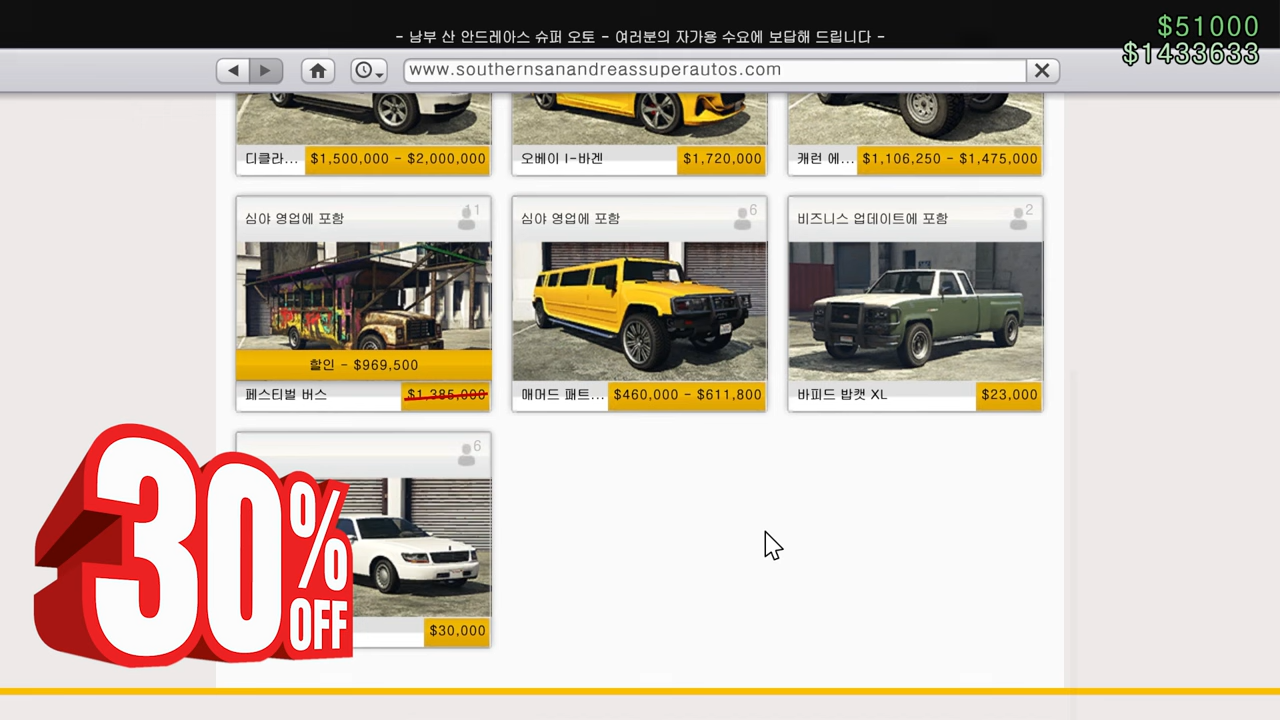 - 남부 산 안드레아스 슈퍼 오토 - 여러분의 자가용 수요에 보답해 드립니다 -
$51000
$1433633
www.southernsanandreassuperautos.com
디클라... $1,500,000 - $2,000,000
오베이 I-바겐 $1,720,000
캐런 에... $1,106,250 - $1,475,000
심야 영업에 포함 11
심야 영업에 포함 6
비즈니스 업데이트에 포함 2
할인 - $969,500
페스티벌 버스 $1,385,000
매머드 패트... $460,000 - $611,800
바피드 밥캣 XL $23,000
6
$30,000
30% OFF